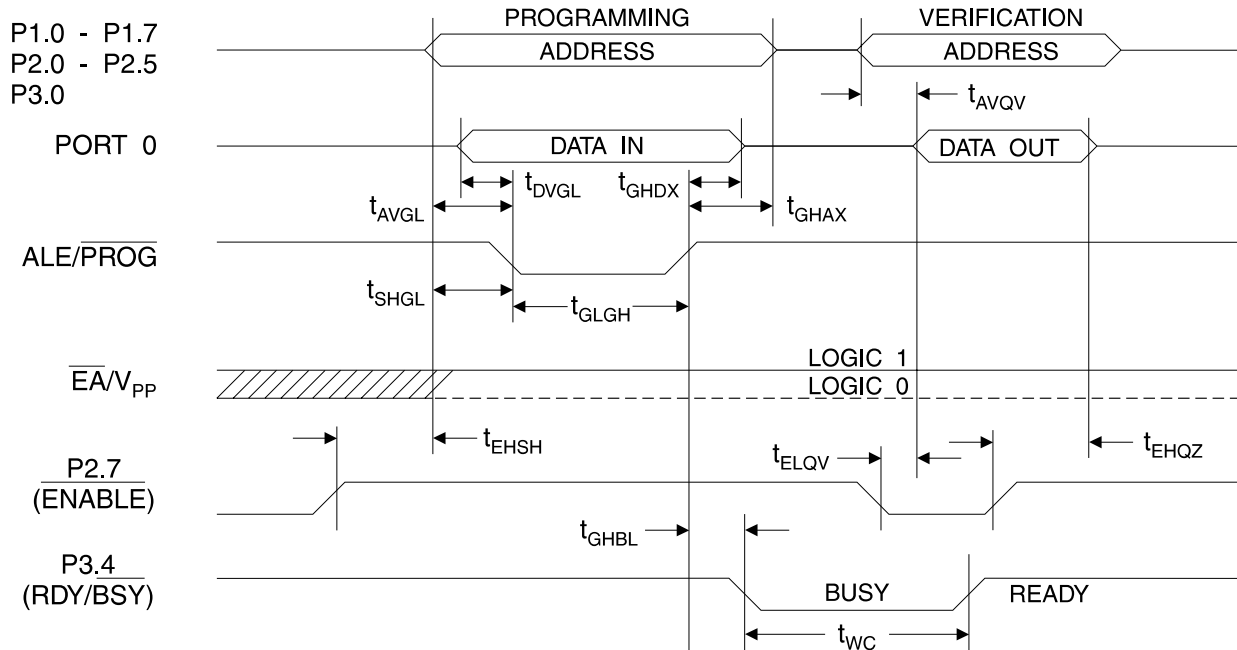 PROGRAMMING VERIFICATION
P1.0 - P1.7
P2.0 - P2.5
P3.0
ADDRESS ADDRESS
tAVQV
PORT 0 DATA IN DATA OUT
tDVGL tGHDX
tAVGL tGHAX
ALE/PROG
tSHGL tGLGH
EA/VPP LOGIC 1
LOGIC 0
tEHSH tELQV tEHQZ
P2.7
(ENABLE)
tGHBL
P3.4
(RDY/BSY) BUSY READY
tWC